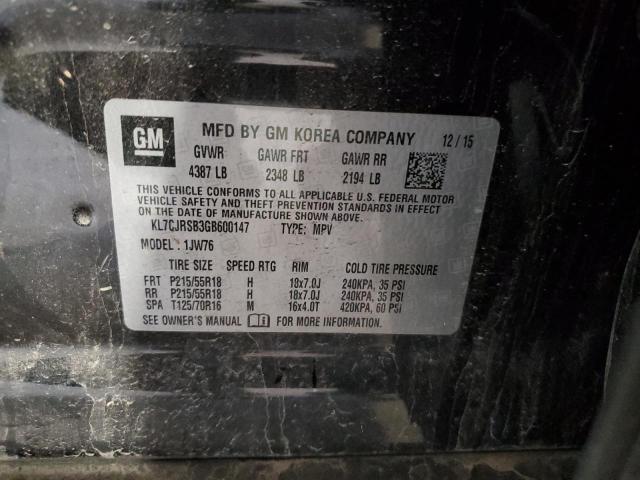 GM MFD BY GM KOREA COMPANY 12/15
GVWR GAWR FRT GAWR RR
4387 LB 2348 LB 2194 LB
THIS VEHICLE CONFORMS TO ALL APPLICABLE U.S. FEDERAL MOTOR
VEHICLE SAFETY AND THEFT PREVENTION STANDARDS IN EFFECT
ON THE DATE OF MANUFACTURE SHOWN ABOVE.
KL7CJRSB3GB600147 TYPE: MPV
MODEL: 1JW76
TIRE SIZE SPEED RTG RIM COLD TIRE PRESSURE
FRT P215/55R18 H 18x7.0J 240KPA, 35 PSI
RR P215/55R18 H 18x7.0J 240KPA, 35 PSI
SPA T125/70R16 M 16x4.0T 420KPA, 60 PSI
SEE OWNER'S MANUAL FOR MORE INFORMATION.